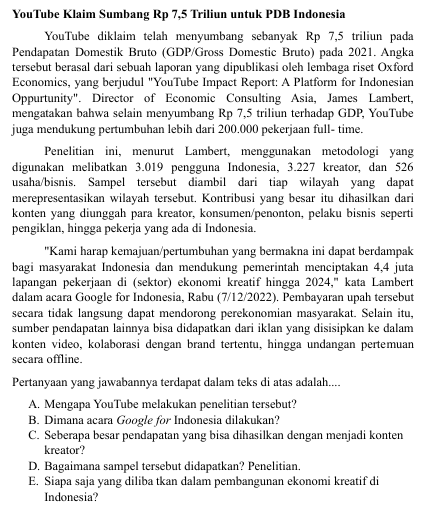 YouTube Klaim Sumbang Rp 7,5 Triliun untuk PDB Indonesia
YouTube diklaim telah menyumbang sebanyak Rp 7,5 triliun pada
Pendapatan Domestik Bruto (GDP/Gross Domestic Bruto) pada 2021. Angka
tersebut berasal dari sebuah laporan yang dipublikasi oleh lembaga riset Oxford
Economics, yang berjudul "YouTube Impact Report: A Platform for Indonesian
Oppurtunity". Director of Economic Consulting Asia, James Lambert,
mengatakan bahwa selain menyumbang Rp 7,5 triliun terhadap GDP, YouTube
juga mendukung pertumbuhan lebih dari 200.000 pekerjaan full- time.
Penelitian ini, menurut Lambert, menggunakan metodologi yang
digunakan melibatkan 3.019 pengguna Indonesia, 3.227 kreator, dan 526
usaha/bisnis. Sampel tersebut diambil dari tiap wilayah yang dapat
merepresentasikan wilayah tersebut. Kontribusi yang besar itu dihasilkan dari
konten yang diunggah para kreator, konsumen/penonton, pelaku bisnis seperti
pengiklan, hingga pekerja yang ada di Indonesia.
"Kami harap kemajuan/pertumbuhan yang bermakna ini dapat berdampak
bagi masyarakat Indonesia dan mendukung pemerintah menciptakan 4,4 juta
lapangan pekerjaan di (sektor) ekonomi kreatif hingga 2024," kata Lambert
dalam acara Google for Indonesia, Rabu (7/12/2022). Pembayaran upah tersebut
secara tidak langsung dapat mendorong perekonomian masyarakat. Selain itu,
sumber pendapatan lainnya bisa didapatkan dari iklan yang disisipkan ke dalam
konten video, kolaborasi dengan brand tertentu, hingga undangan pertemuan
secara offline.
Pertanyaan yang jawabannya terdapat dalam teks di atas adalah....
A. Mengapa YouTube melakukan penelitian tersebut?
B. Dimana acara Google for Indonesia dilakukan?
C. Seberapa besar pendapatan yang bisa dihasilkan dengan menjadi konten
kreator?
D. Bagaimana sampel tersebut didapatkan? Penelitian.
E. Siapa saja yang diliba tkan dalam pembangunan ekonomi kreatif di
Indonesia?